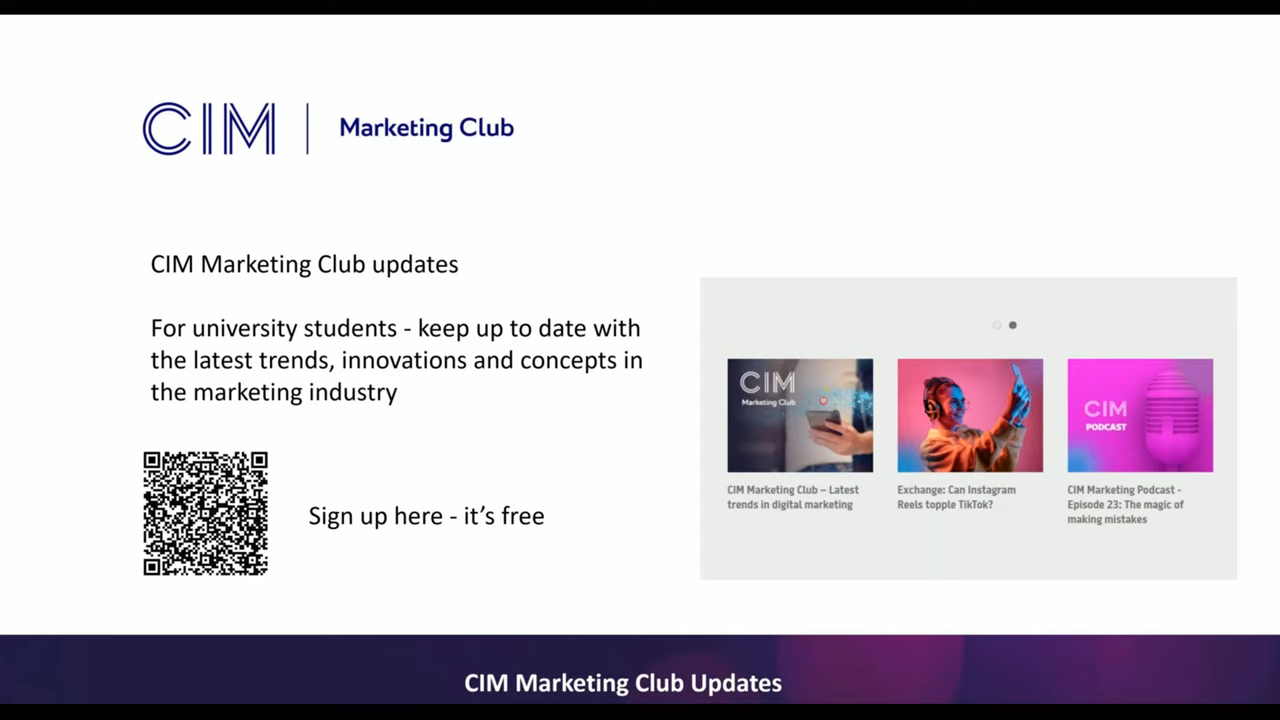 CIM | Marketing Club
CIM Marketing Club updates
For university students - keep up to date with
the latest trends, innovations and concepts in
the marketing industry
Sign up here - it’s free
CIM
Marketing Club
CIM Marketing Club – Latest
trends in digital marketing
Exchange: Can Instagram
Reels topple TikTok?
CIM
PODCAST
CIM Marketing Podcast -
Episode 23: The magic of
making mistakes
CIM Marketing Club Updates